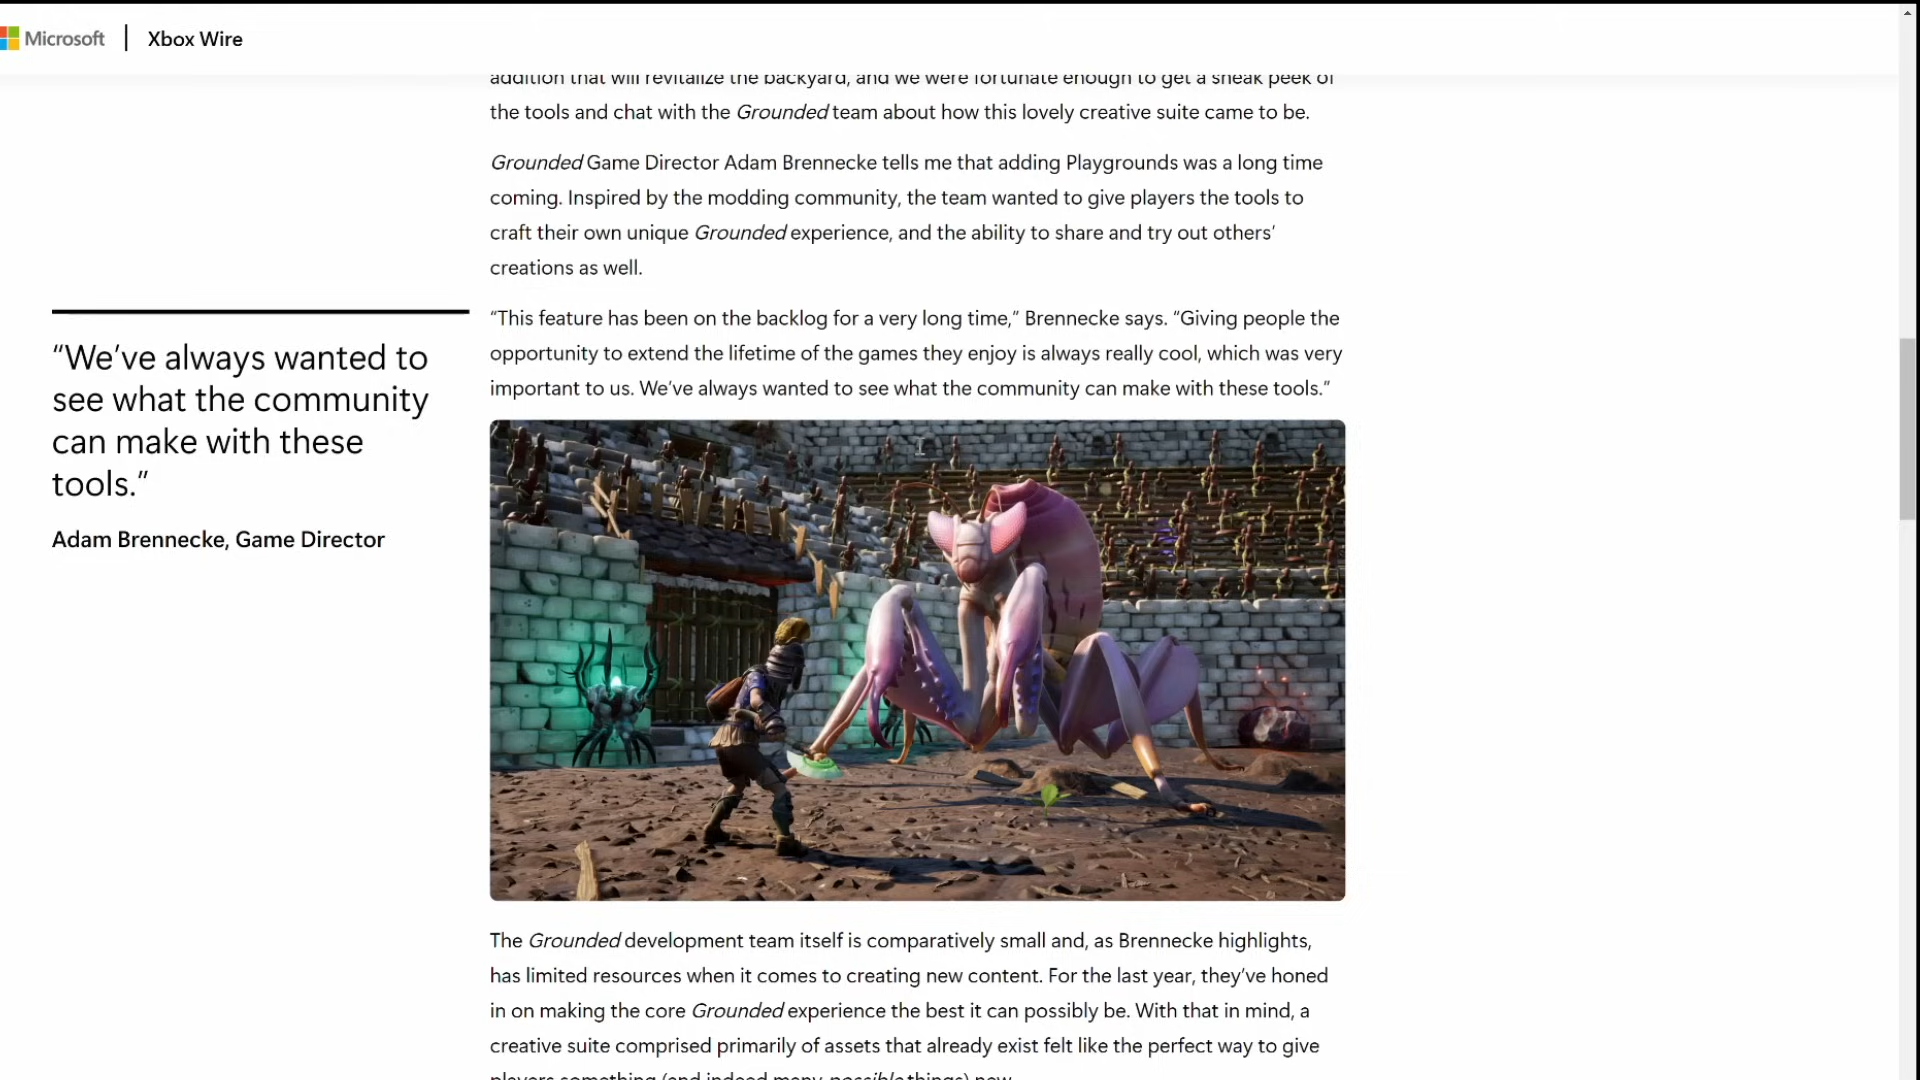 Microsoft | Xbox Wire
addition that will revitalize the backyard, and we were fortunate enough to get a sneak peek of
the tools and chat with the Grounded team about how this lovely creative suite came to be.
Grounded Game Director Adam Brennecke tells me that adding Playgrounds was a long time
coming. Inspired by the modding community, the team wanted to give players the tools to
craft their own unique Grounded experience, and the ability to share and try out others’
creations as well.
“This feature has been on the backlog for a very long time,” Brennecke says. “Giving people the
opportunity to extend the lifetime of the games they enjoy is always really cool, which was very
important to us. We’ve always wanted to see what the community can make with these tools.”
“We’ve always wanted to
see what the community
can make with these
tools.”
Adam Brennecke, Game Director
The Grounded development team itself is comparatively small and, as Brennecke highlights,
has limited resources when it comes to creating new content. For the last year, they’ve honed
in on making the core Grounded experience the best it can possibly be. With that in mind, a
creative suite comprised primarily of assets that already exist felt like the perfect way to give
players something (and indeed many possible things) new.